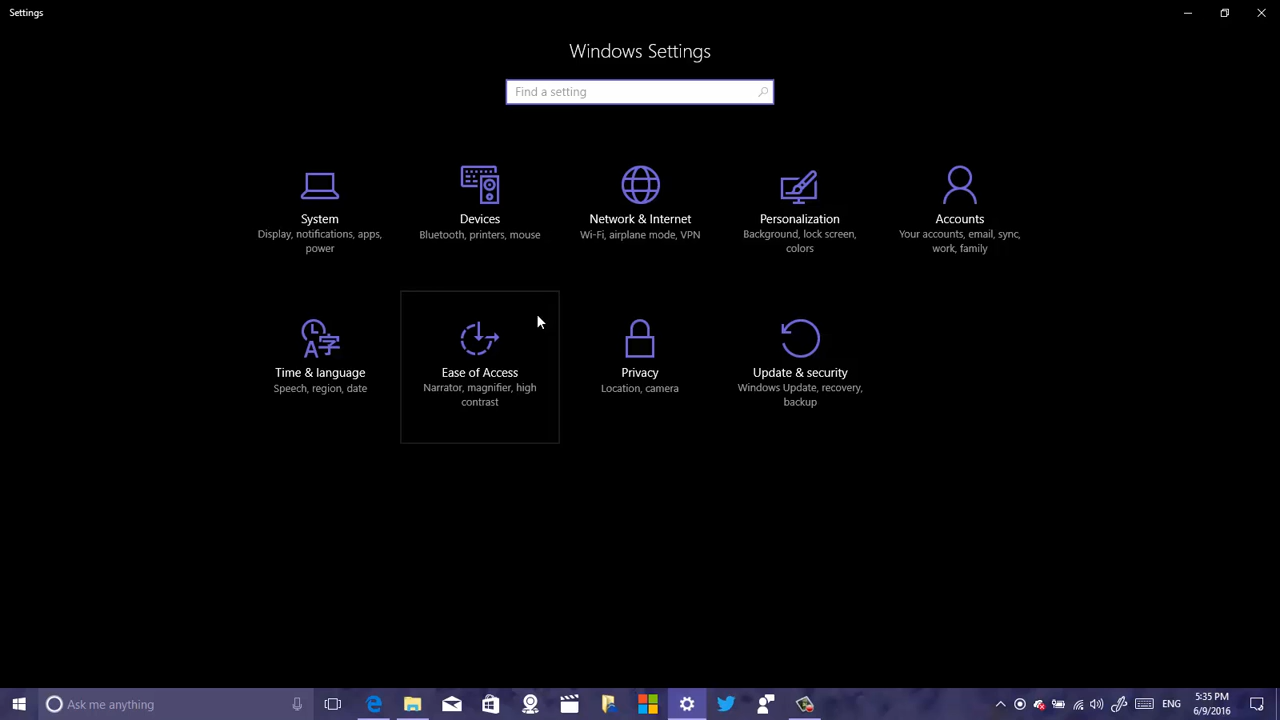 Settings
Windows Settings
Find a setting
System
Display, notifications, apps,
power
Devices
Bluetooth, printers, mouse
Network & Internet
Wi-Fi, airplane mode, VPN
Personalization
Background, lock screen,
colors
Accounts
Your accounts, email, sync,
work, family
Time & language
Speech, region, date
Ease of Access
Narrator, magnifier, high
contrast
Privacy
Location, camera
Update & security
Windows Update, recovery,
backup
Ask me anything
ENG
5:35 PM
6/9/2016